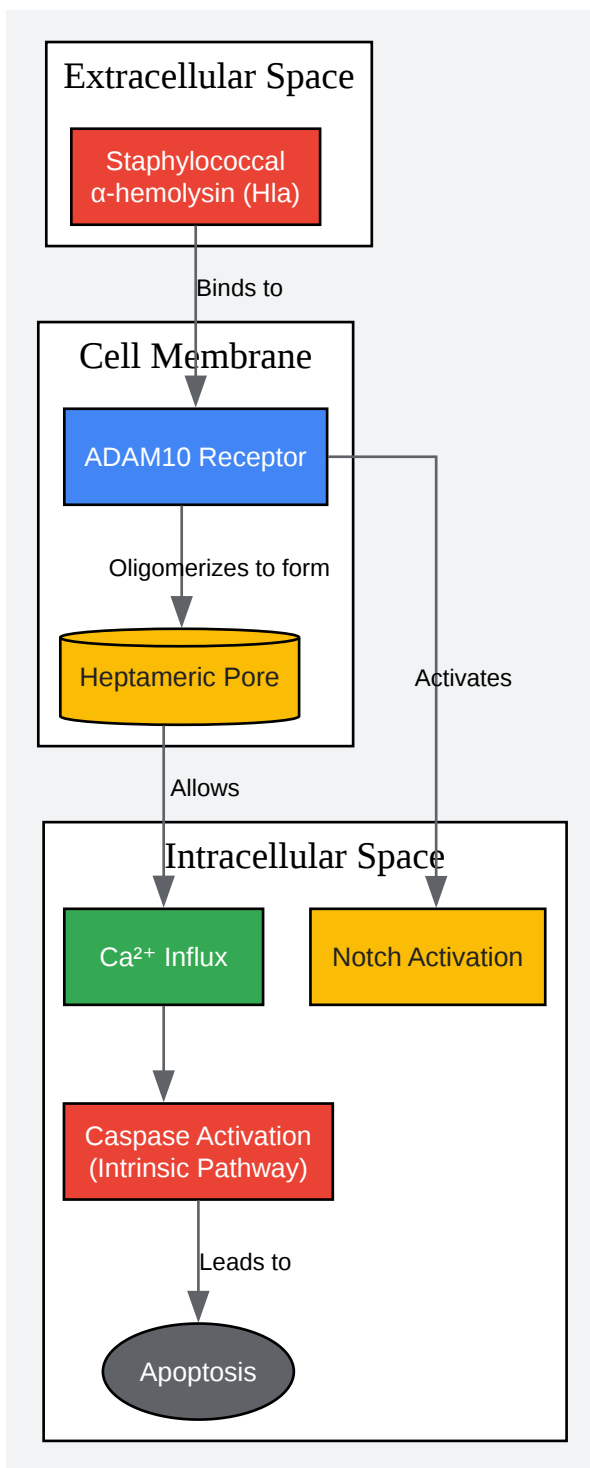 Extracellular Space
Staphylococcal
α-hemolysin (Hla)
Binds to
Cell Membrane
ADAM10 Receptor
Oligomerizes to form
Heptameric Pore
Activates
Allows
Intracellular Space
Ca²⁺ Influx
Notch Activation
Caspase Activation
(Intrinsic Pathway)
Leads to
Apoptosis